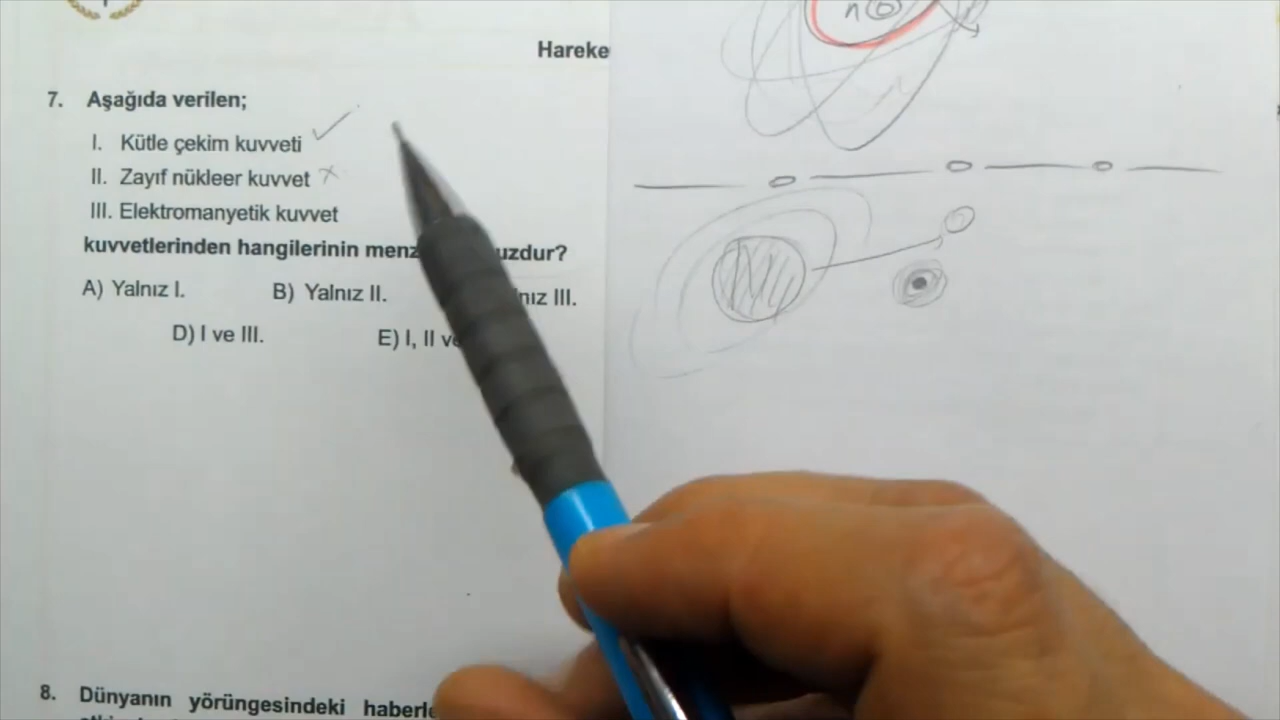 Hareke
7. Aşağıda verilen;
I. Kütle çekim kuvveti
II. Zayıf nükleer kuvvet
III. Elektromanyetik kuvvet
kuvvetlerinden hangilerinin menz uzdur?
A) Yalnız I. B) Yalnız II. nız III.
D) I ve III. E) I, II ve
8. Dünyanın yörüngesindeki haberle
n